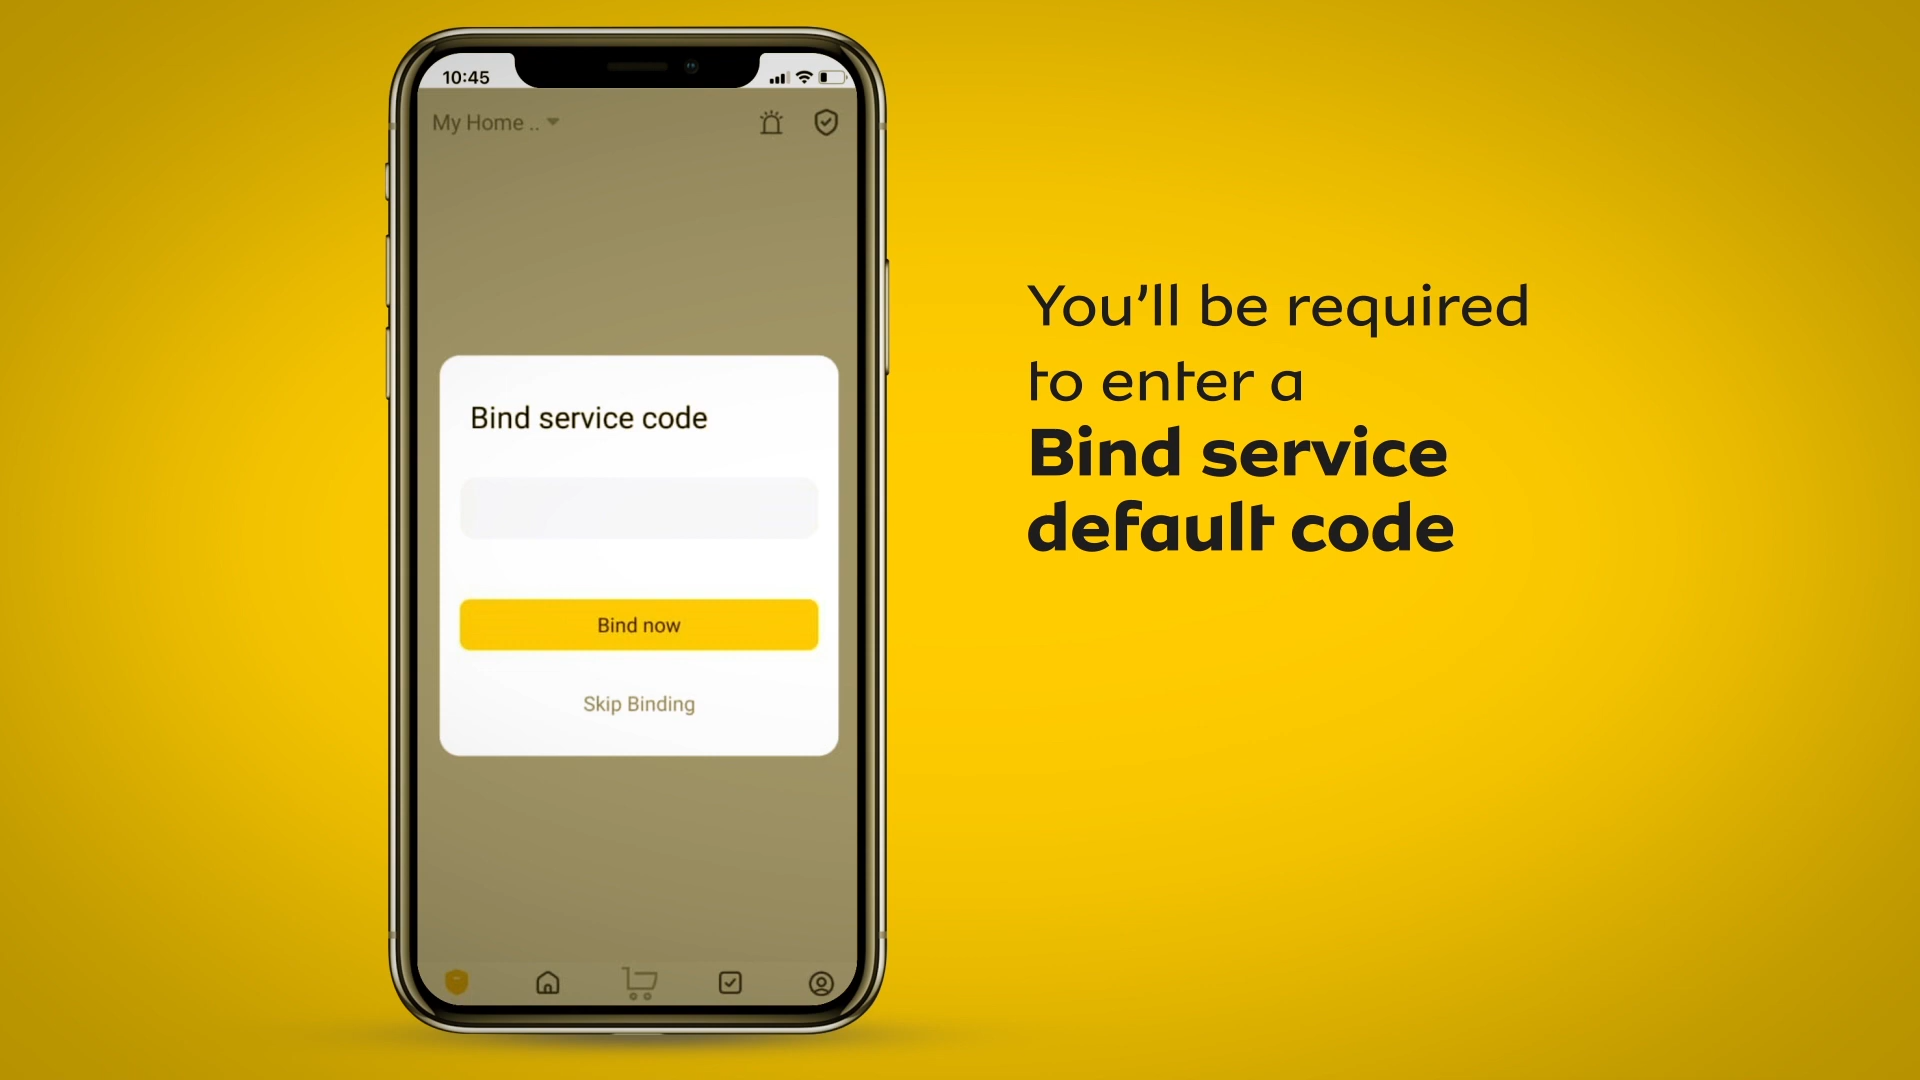 10:45
My Home ..
Bind service code
Bind now
Skip Binding
You’ll be required
to enter a
Bind service
default code